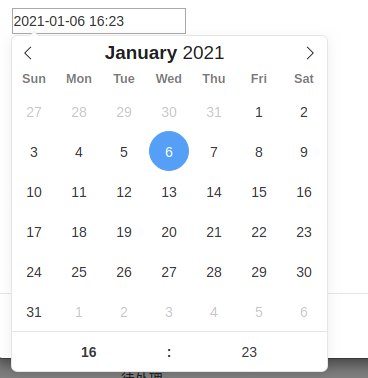 2021-01-06 16:23
January 2021
Sun Mon Tue Wed Thu Fri Sat
27 28 29 30 31 1 2
3 4 5 6 7 8 9
10 11 12 13 14 15 16
17 18 19 20 21 22 23
24 25 26 27 28 29 30
31 1 2 3 4 5 6
16 : 23